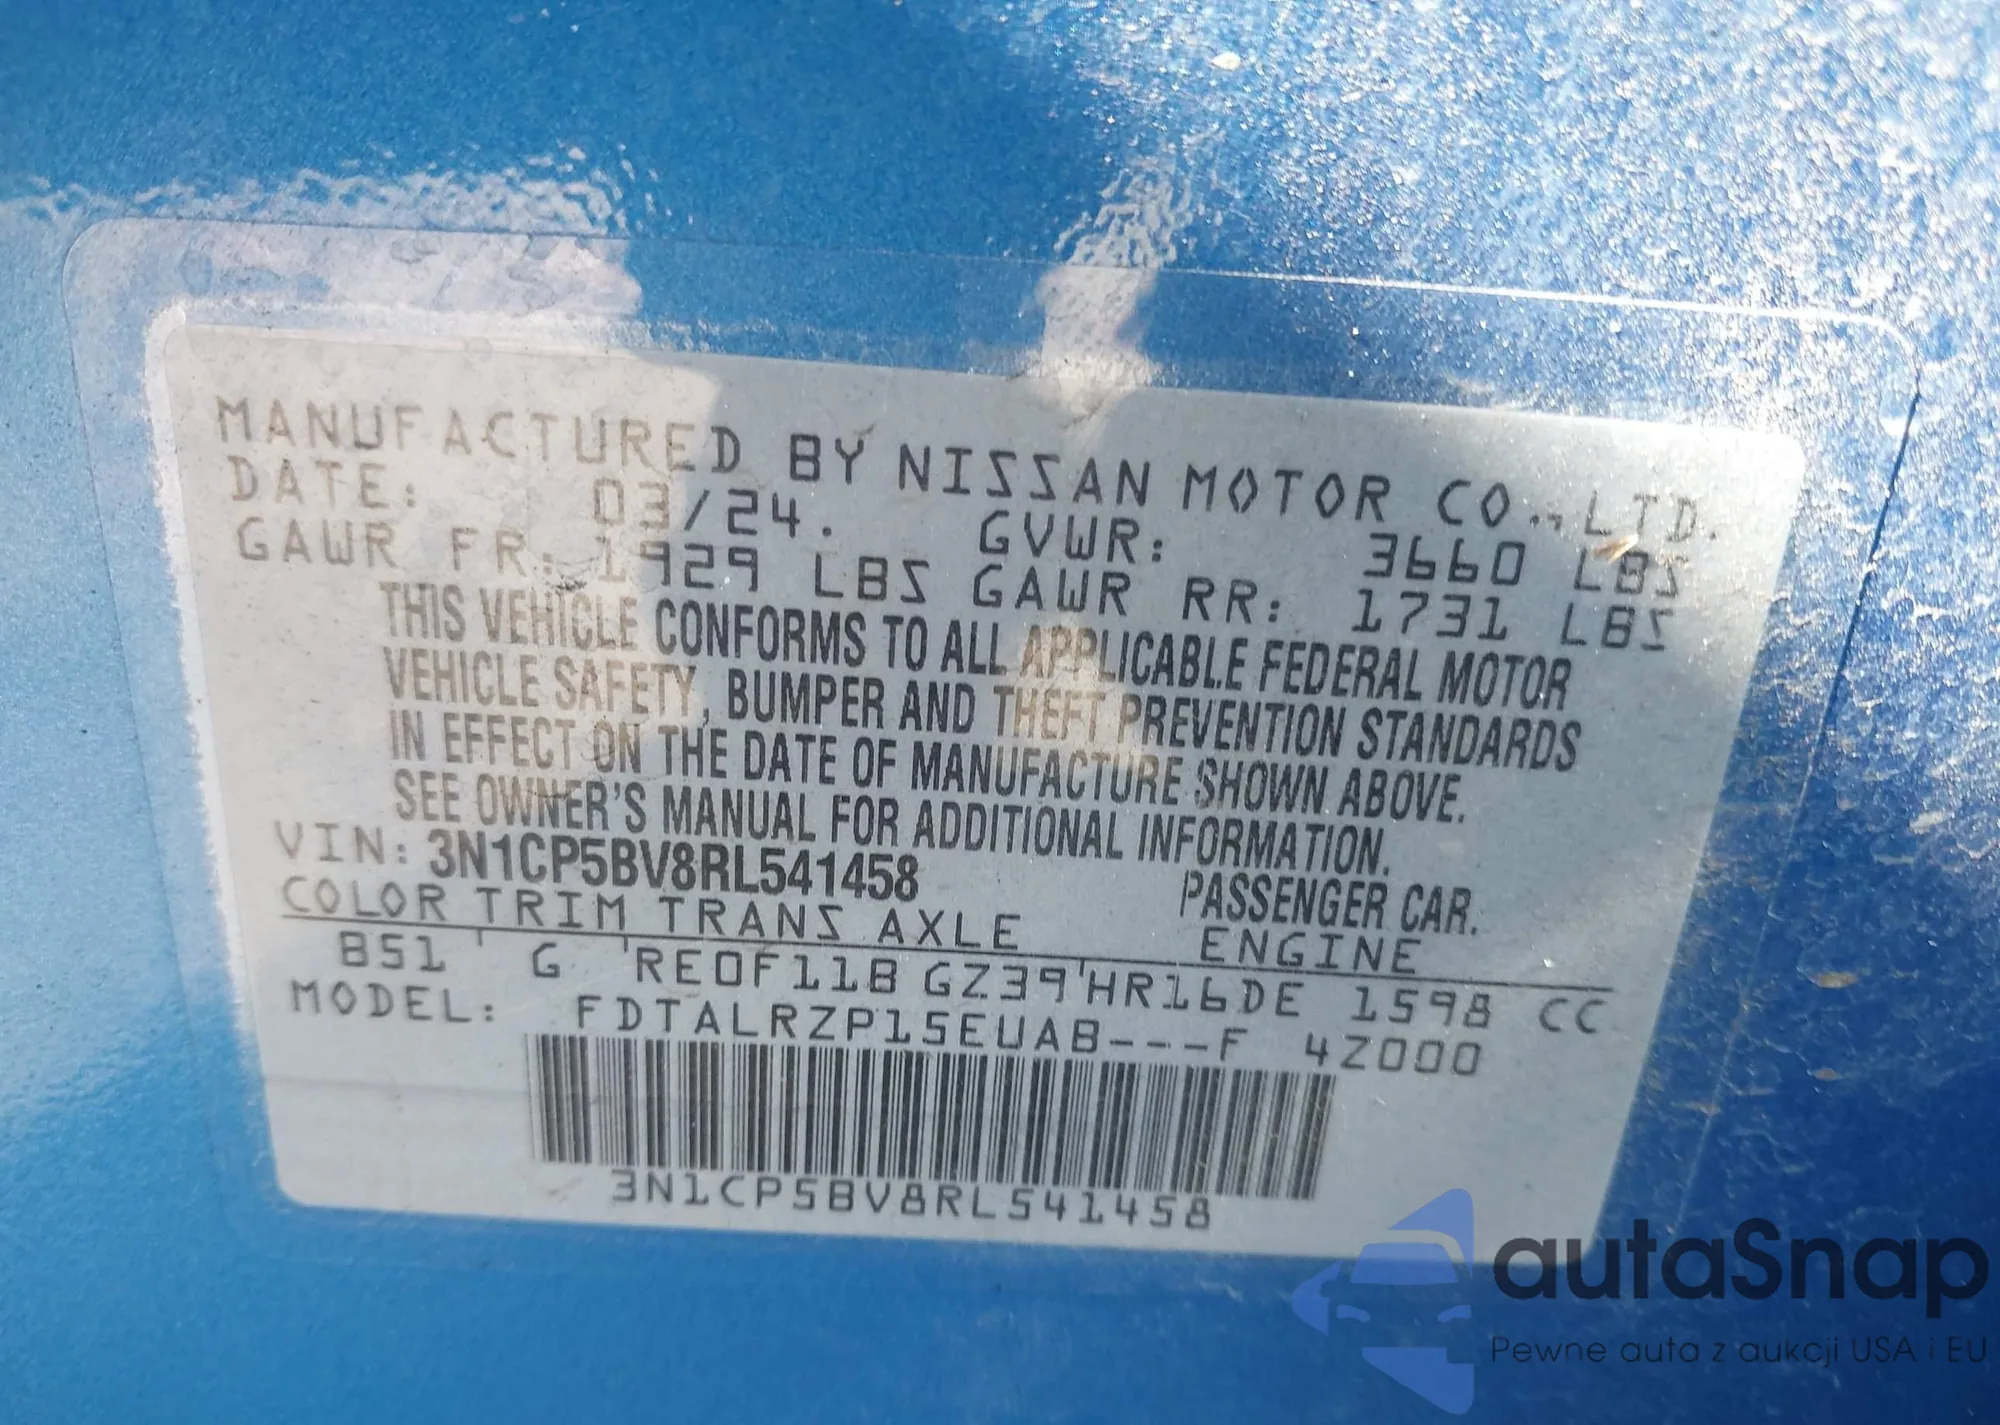 MANUFACTURED BY NISSAN MOTOR CO., LTD.
DATE: 03/24. GVWR: 3660 LBS
GAWR FR: 1929 LBS GAWR RR: 1731 LBS
THIS VEHICLE CONFORMS TO ALL APPLICABLE FEDERAL MOTOR
VEHICLE SAFETY, BUMPER AND THEFT PREVENTION STANDARDS
IN EFFECT ON THE DATE OF MANUFACTURE SHOWN ABOVE.
SEE OWNER'S MANUAL FOR ADDITIONAL INFORMATION.
VIN: 3N1CP5BV8RL541458 PASSENGER CAR.
COLOR TRIM TRANS AXLE ENGINE
B51 G RE0F11B GZ39 HR16DE 1598 CC
MODEL: FDTALRZP15EUAB---F 4Z000
3N1CP5BV8RL541458
autaSnap
Pewne auta z aukcji USA i EU